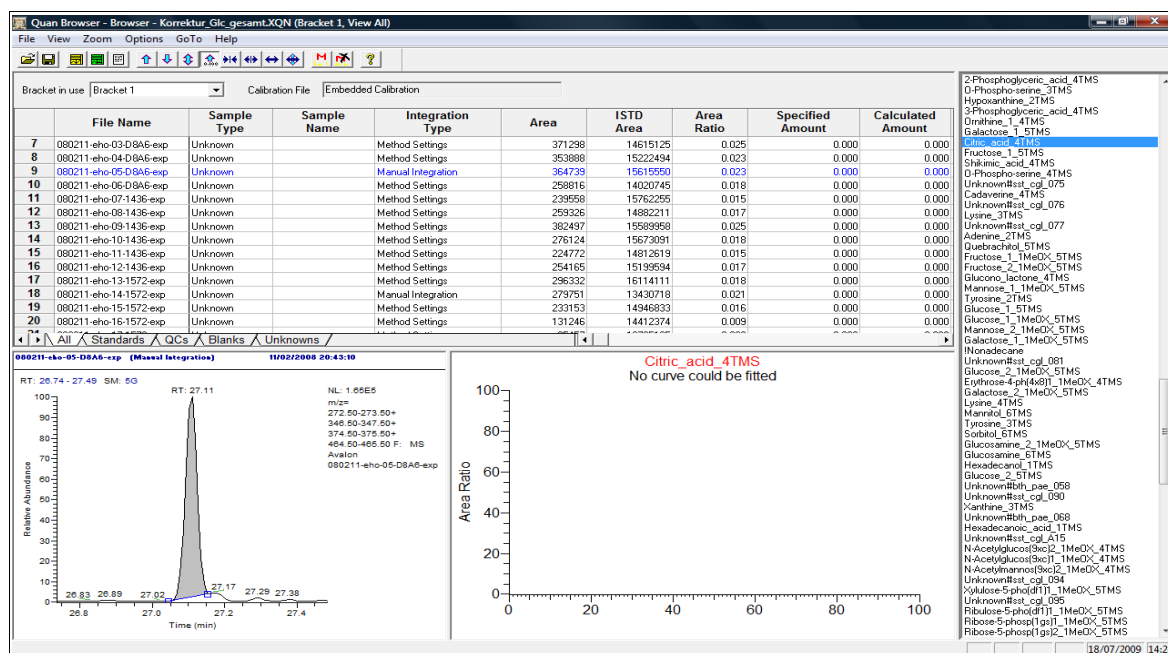 Quan Browser - Browser - Korrektur_Glc_gesamt.XQN (Bracket 1, View All)
File View Zoom Options GoTo Help
Bracket in use Bracket 1 Calibration File Embedded Calibration
File Name Sample Type Sample Name Integration Type Area ISTD Area Area Ratio Specified Amount Calculated Amount
7 080211-eho-03-D8A6-exp Unknown Method Settings 371298 14615125 0.025 0.000 0.000
8 080211-eho-04-D8A6-exp Unknown Method Settings 353888 15222494 0.023 0.000 0.000
9 080211-eho-05-D8A6-exp Unknown Manual Integration 364739 15615550 0.023 0.000 0.000
10 080211-eho-06-D8A6-exp Unknown Method Settings 258816 14020745 0.018 0.000 0.000
11 080211-eho-07-1436-exp Unknown Method Settings 239558 15762255 0.015 0.000 0.000
12 080211-eho-08-1436-exp Unknown Method Settings 259326 14882211 0.017 0.000 0.000
13 080211-eho-09-1436-exp Unknown Method Settings 382497 15589958 0.025 0.000 0.000
14 080211-eho-10-1436-exp Unknown Method Settings 276124 15673091 0.018 0.000 0.000
15 080211-eho-11-1436-exp Unknown Method Settings 224772 14812619 0.015 0.000 0.000
16 080211-eho-12-1436-exp Unknown Method Settings 254165 15199594 0.017 0.000 0.000
17 080211-eho-13-1572-exp Unknown Method Settings 296332 16114111 0.018 0.000 0.000
18 080211-eho-14-1572-exp Unknown Manual Integration 279751 13430718 0.021 0.000 0.000
19 080211-eho-15-1572-exp Unknown Method Settings 233153 14946833 0.016 0.000 0.000
20 080211-eho-16-1572-exp Unknown Method Settings 131246 14412374 0.009 0.000 0.000
All Standards QCs Blanks Unknowns
080211-eho-05-D8A6-exp (Manual Integration) 11/02/2008 20:43:10
RT: 26.74 - 27.49 SM: 5G
RT: 27.11
NL: 1.65E5
m/z=
272.50-273.50+
346.50-347.50+
374.50-375.50+
464.50-465.50 F: MS
Avalon
080211-eho-05-D8A6-exp
Relative Abundance
100
90
80
70
60
50
40
30
20
10
0
26.83 26.89 27.02 27.17 27.29 27.38
26.8 27.0 27.2 27.4
Time (min)
Citric_acid_4TMS
No curve could be fitted
Area Ratio
100
80
60
40
20
0
0 20 40 60 80 100
2-Phosphoglyceric_acid_4TMS
O-Phospho-serine_3TMS
Hypoxanthine_2TMS
3-Phosphoglyceric_acid_4TMS
Ornithine_1_4TMS
Galactose_1_5TMS
Citric_acid_4TMS
Fructose_1_5TMS
Shikimic_acid_4TMS
O-Phospho-serine_4TMS
Unknown#sst_cgl_075
Cadaverine_4TMS
Unknown#sst_cgl_076
Lysine_3TMS
Unknown#sst_cgl_077
Adenine_2TMS
Quebrachitol_5TMS
Fructose_1_1MeOX_5TMS
Fructose_2_1MeOX_5TMS
Glucono_lactone_4TMS
Mannose_1_1MeOX_5TMS
Tyrosine_2TMS
Glucose_1_5TMS
Glucose_1_1MeOX_5TMS
Mannose_2_1MeOX_5TMS
Galactose_1_1MeOX_5TMS
!Nonadecane
Unknown#sst_cgl_081
Glucose_2_1MeOX_5TMS
Erythrose-4-ph(4x8)1_1MeOX_4TMS
Galactose_2_1MeOX_5TMS
Lysine_4TMS
Mannitol_6TMS
Tyrosine_3TMS
Sorbitol_6TMS
Glucosamine_2_1MeOX_5TMS
Glucosamine_6TMS
Hexadecanol_1TMS
Glucose_2_5TMS
Unknown#bth_pae_058
Unknown#sst_cgl_090
Xanthine_3TMS
Unknown#bth_pae_068
Hexadecanoic_acid_1TMS
Unknown#sst_cgl_A15
N-Acetylglucos(9xc)2_1MeOX_4TMS
N-Acetylglucos(9xc)1_1MeOX_4TMS
N-Acetylmannos(9xc)2_1MeOX_4TMS
Unknown#sst_cgl_094
Xylulose-5-pho(df1)1_1MeOX_5TMS
Unknown#sst_cgl_095
Ribulose-5-pho(df1)1_1MeOX_5TMS
Ribose-5-phosp(1gs)1_1MeOX_5TMS
Ribose-5-phosp(1gs)2_1MeOX_5TMS
18/07/2009 14:2